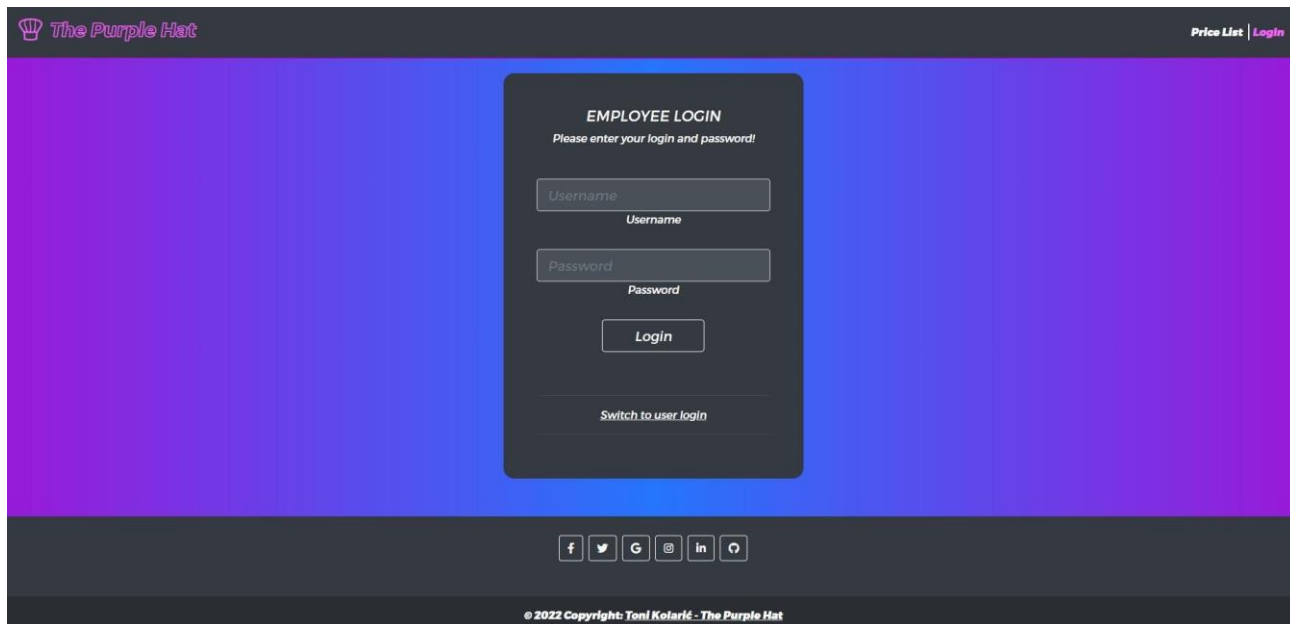 The Purple Hat
Price List | Login
EMPLOYEE LOGIN
Please enter your login and password!
Username
Username
Password
Password
Login
Switch to user login
© 2022 Copyright: Toni Kolarić - The Purple Hat